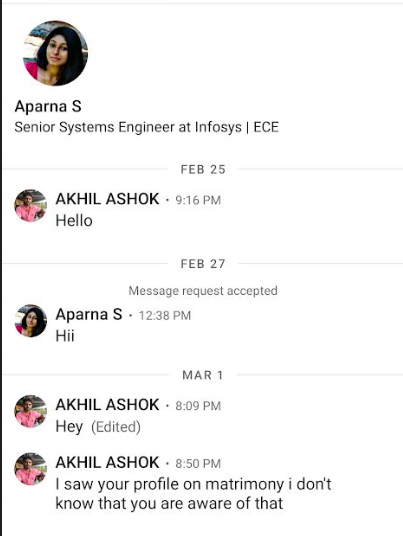 Aparna S
Senior Systems Engineer at Infosys | ECE
FEB 25
AKHIL ASHOK • 9:16 PM
Hello
FEB 27
Message request accepted
Aparna S • 12:38 PM
Hii
MAR 1
AKHIL ASHOK • 8:09 PM
Hey (Edited)
AKHIL ASHOK • 8:50 PM
I saw your profile on matrimony i don't
know that you are aware of that